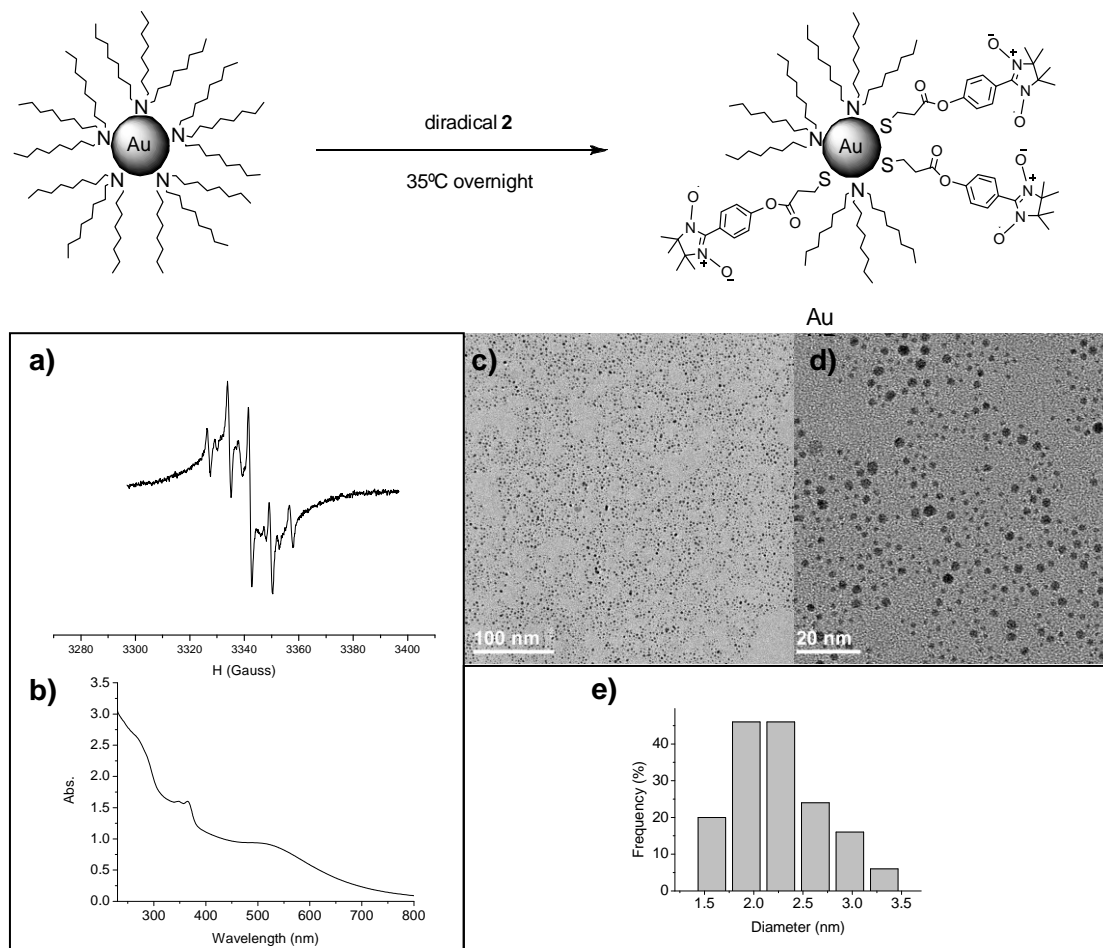 diradical 2
35ºC overnight
Au
N
N
N
N
N
Au
N
N
N
S
S
S
O
O
O
O
O
O
N
N
N
N
N
N
O
O
O
O
O
O
+
+
+
−
−
−
Au
a)
3280 3300 3320 3340 3360 3380 3400
H (Gauss)
b)
3.5
3.0
2.5
2.0
1.5
1.0
0.5
0.0
Abs.
300 400 500 600 700 800
Wavelength (nm)
c)
100 nm
d)
20 nm
e)
Frequency (%)
40
30
20
10
0
1.5 2.0 2.5 3.0 3.5
Diameter (nm)